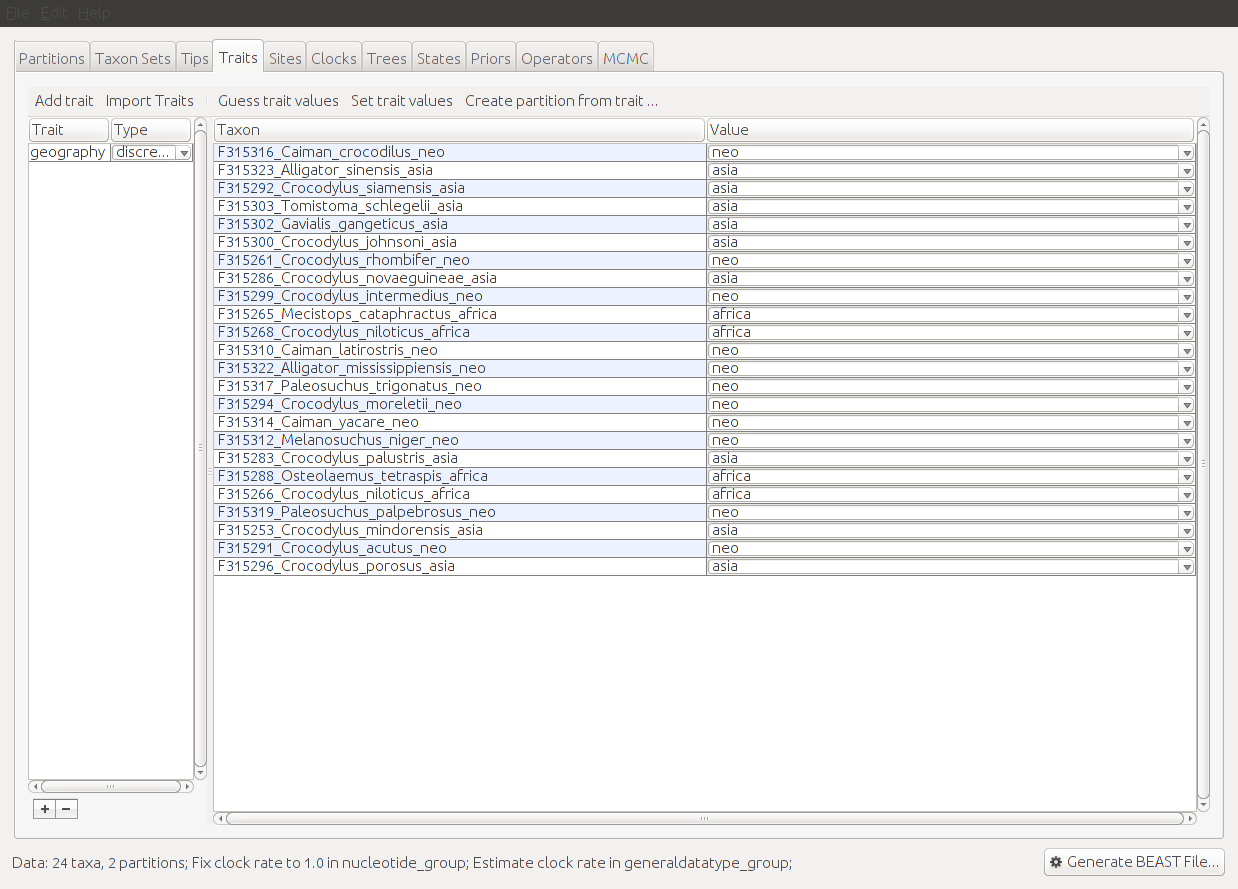 File Edit Help
Partitions Taxon Sets Tips Traits Sites Clocks Trees States Priors Operators MCMC
Add trait Import Traits Guess trait values Set trait values Create partition from trait ...
Trait Type Taxon Value
geography discre... F315316_Caiman_crocodilus_neo neo
F315323_Alligator_sinensis_asia asia
F315292_Crocodylus_siamensis_asia asia
F315303_Tomistoma_schlegelii_asia asia
F315302_Gavialis_gangeticus_asia asia
F315300_Crocodylus_johnsoni_asia asia
F315261_Crocodylus_rhombifer_neo neo
F315286_Crocodylus_novaeguineae_asia asia
F315299_Crocodylus_intermedius_neo neo
F315265_Mecistops_cataphractus_africa africa
F315268_Crocodylus_niloticus_africa africa
F315310_Caiman_latirostris_neo neo
F315322_Alligator_mississippiensis_neo neo
F315317_Paleosuchus_trigonatus_neo neo
F315294_Crocodylus_moreletii_neo neo
F315314_Caiman_yacare_neo neo
F315312_Melanosuchus_niger_neo neo
F315283_Crocodylus_palustris_asia asia
F315288_Osteolaemus_tetraspis_africa africa
F315266_Crocodylus_niloticus_africa africa
F315319_Paleosuchus_palpebrosus_neo neo
F315253_Crocodylus_mindorensis_asia asia
F315291_Crocodylus_acutus_neo neo
F315296_Crocodylus_porosus_asia asia
+ −
Data: 24 taxa, 2 partitions; Fix clock rate to 1.0 in nucleotide_group; Estimate clock rate in generaldatatype_group; Generate BEAST File...